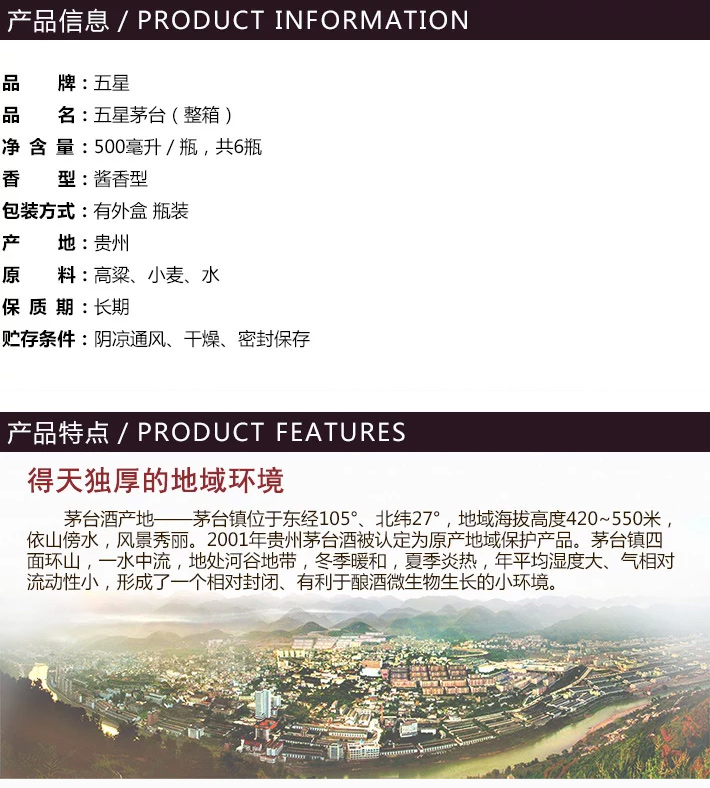 产品信息 / PRODUCT INFORMATION
品 牌：五星
品 名：五星茅台（整箱）
净 含 量：500毫升 / 瓶，共6瓶
香 型：酱香型
包装方式：有外盒 瓶装
产 地：贵州
原 料：高粱、小麦、水
保 质 期：长期
贮存条件：阴凉通风、干燥、密封保存
产品特点 / PRODUCT FEATURES
得天独厚的地域环境
茅台酒产地——茅台镇位于东经105°、北纬27°，地域海拔高度420~550米，
依山傍水，风景秀丽。2001年贵州茅台酒被认定为原产地域保护产品。茅台镇四
面环山，一水中流，地处河谷地带，冬季暖和，夏季炎热，年平均湿度大、气相对
流动性小，形成了一个相对封闭、有利于酿酒微生物生长的小环境。